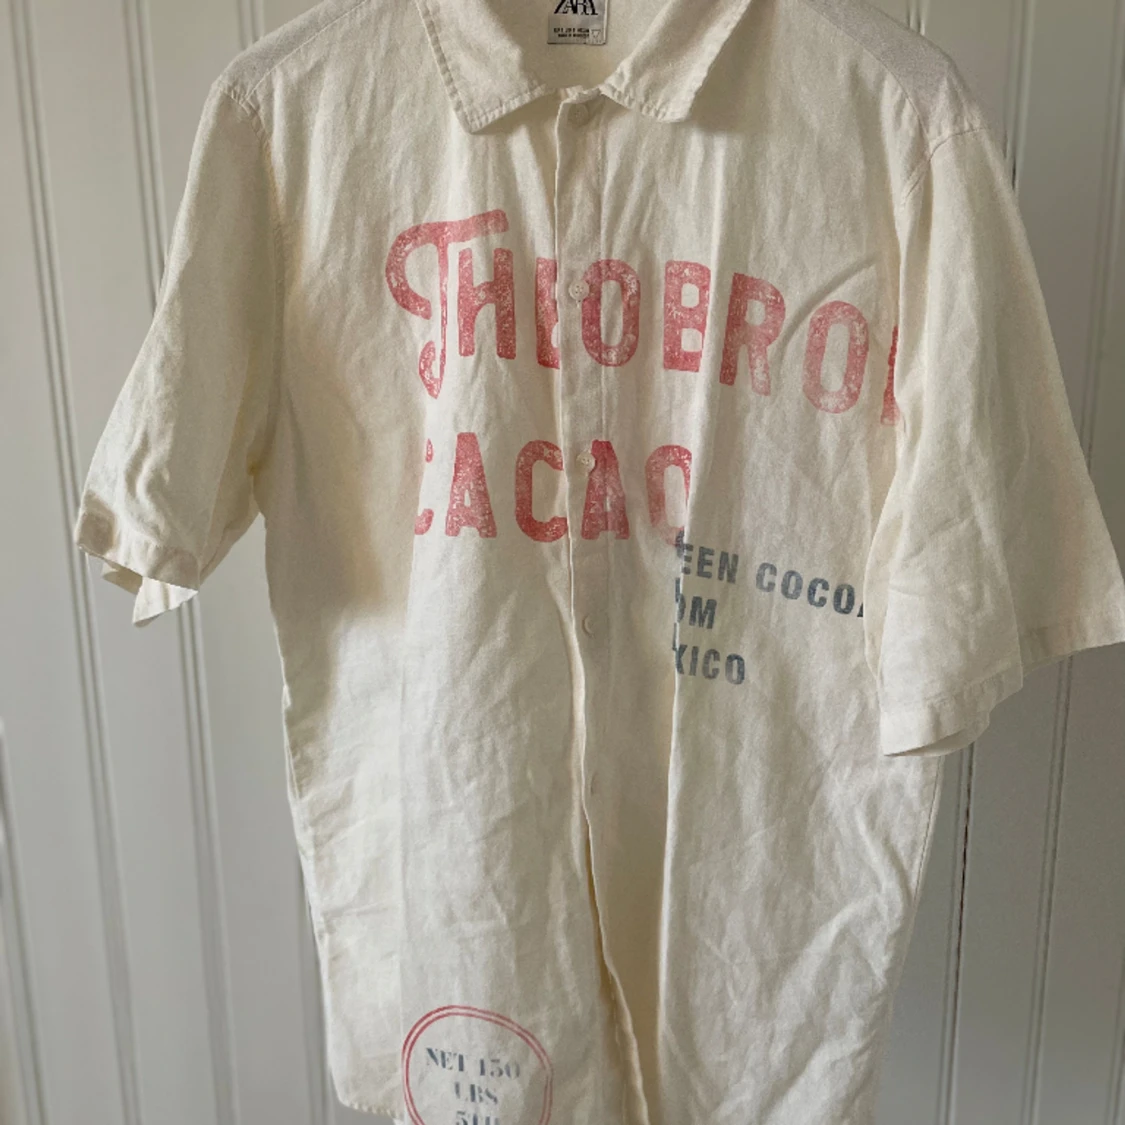 ZARA
THEOBRO
CACAO
EEN COCOA
OM
XICO
NET 150
LBS